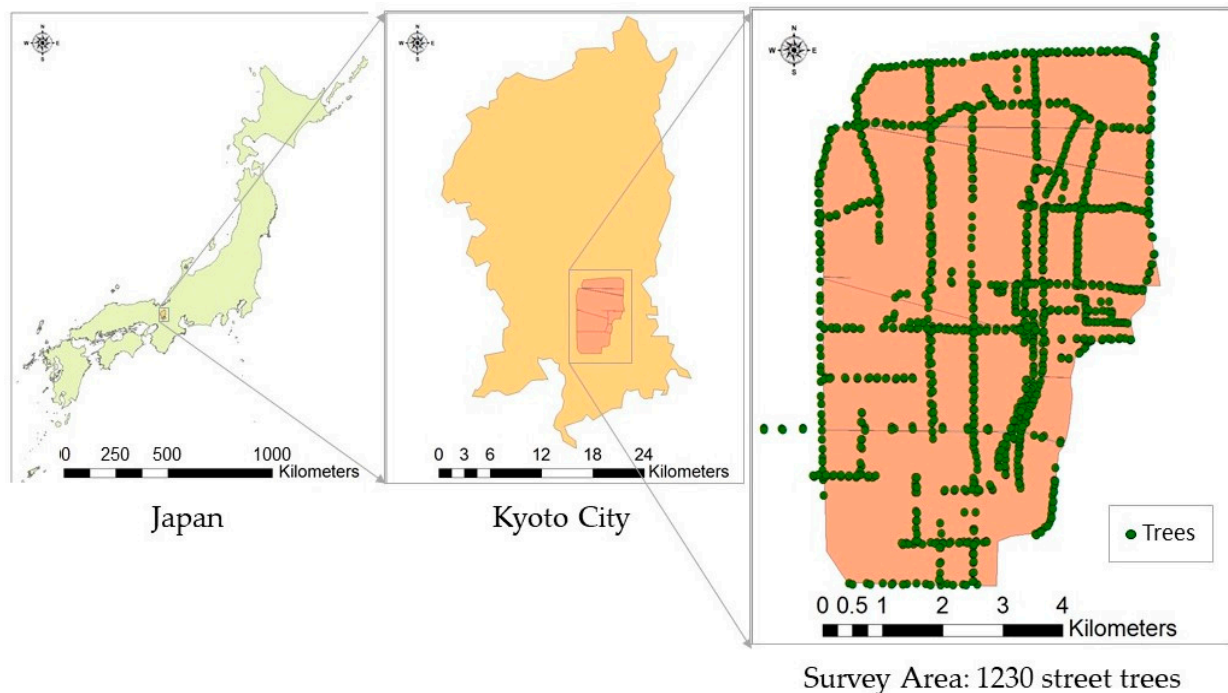 N
W E
S
0 250 500 1000
Kilometers
Japan
N
W E
S
0 3 6 12 18 24
Kilometers
Kyoto City
N
W E
S
Trees
0 0.5 1 2 3 4
Kilometers
Survey Area: 1230 street trees